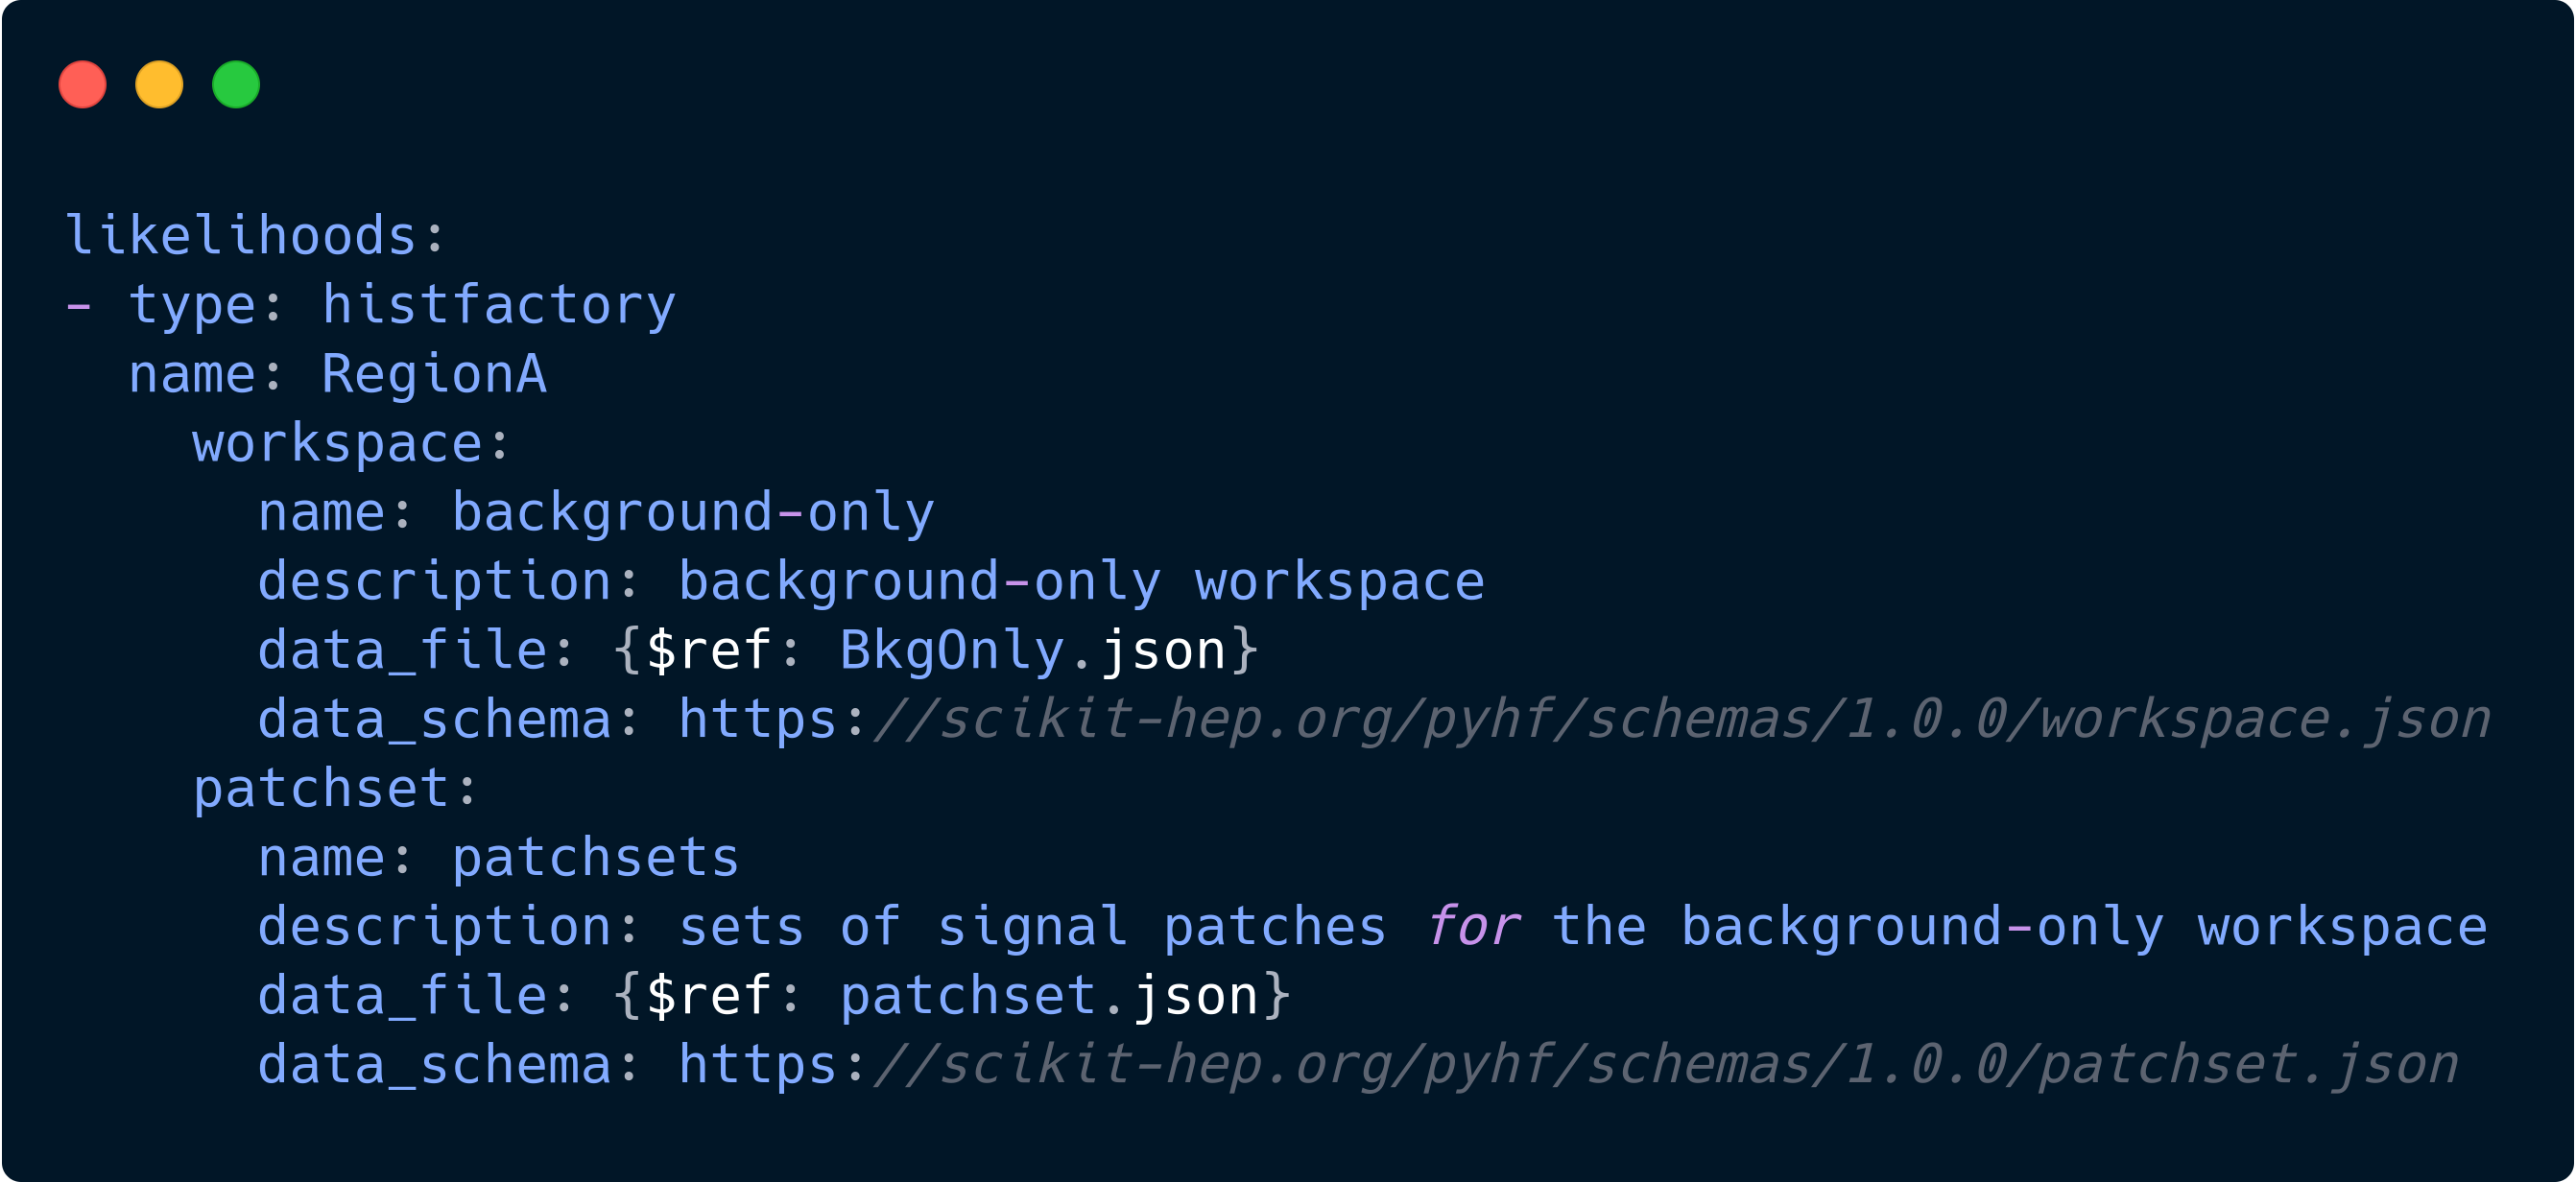 likelihoods:
- type: histfactory
  name: RegionA
    workspace:
      name: background-only
      description: background-only workspace
      data_file: {$ref: BkgOnly.json}
      data_schema: https://scikit-hep.org/pyhf/schemas/1.0.0/workspace.json
    patchset:
      name: patchsets
      description: sets of signal patches for the background-only workspace
      data_file: {$ref: patchset.json}
      data_schema: https://scikit-hep.org/pyhf/schemas/1.0.0/patchset.json